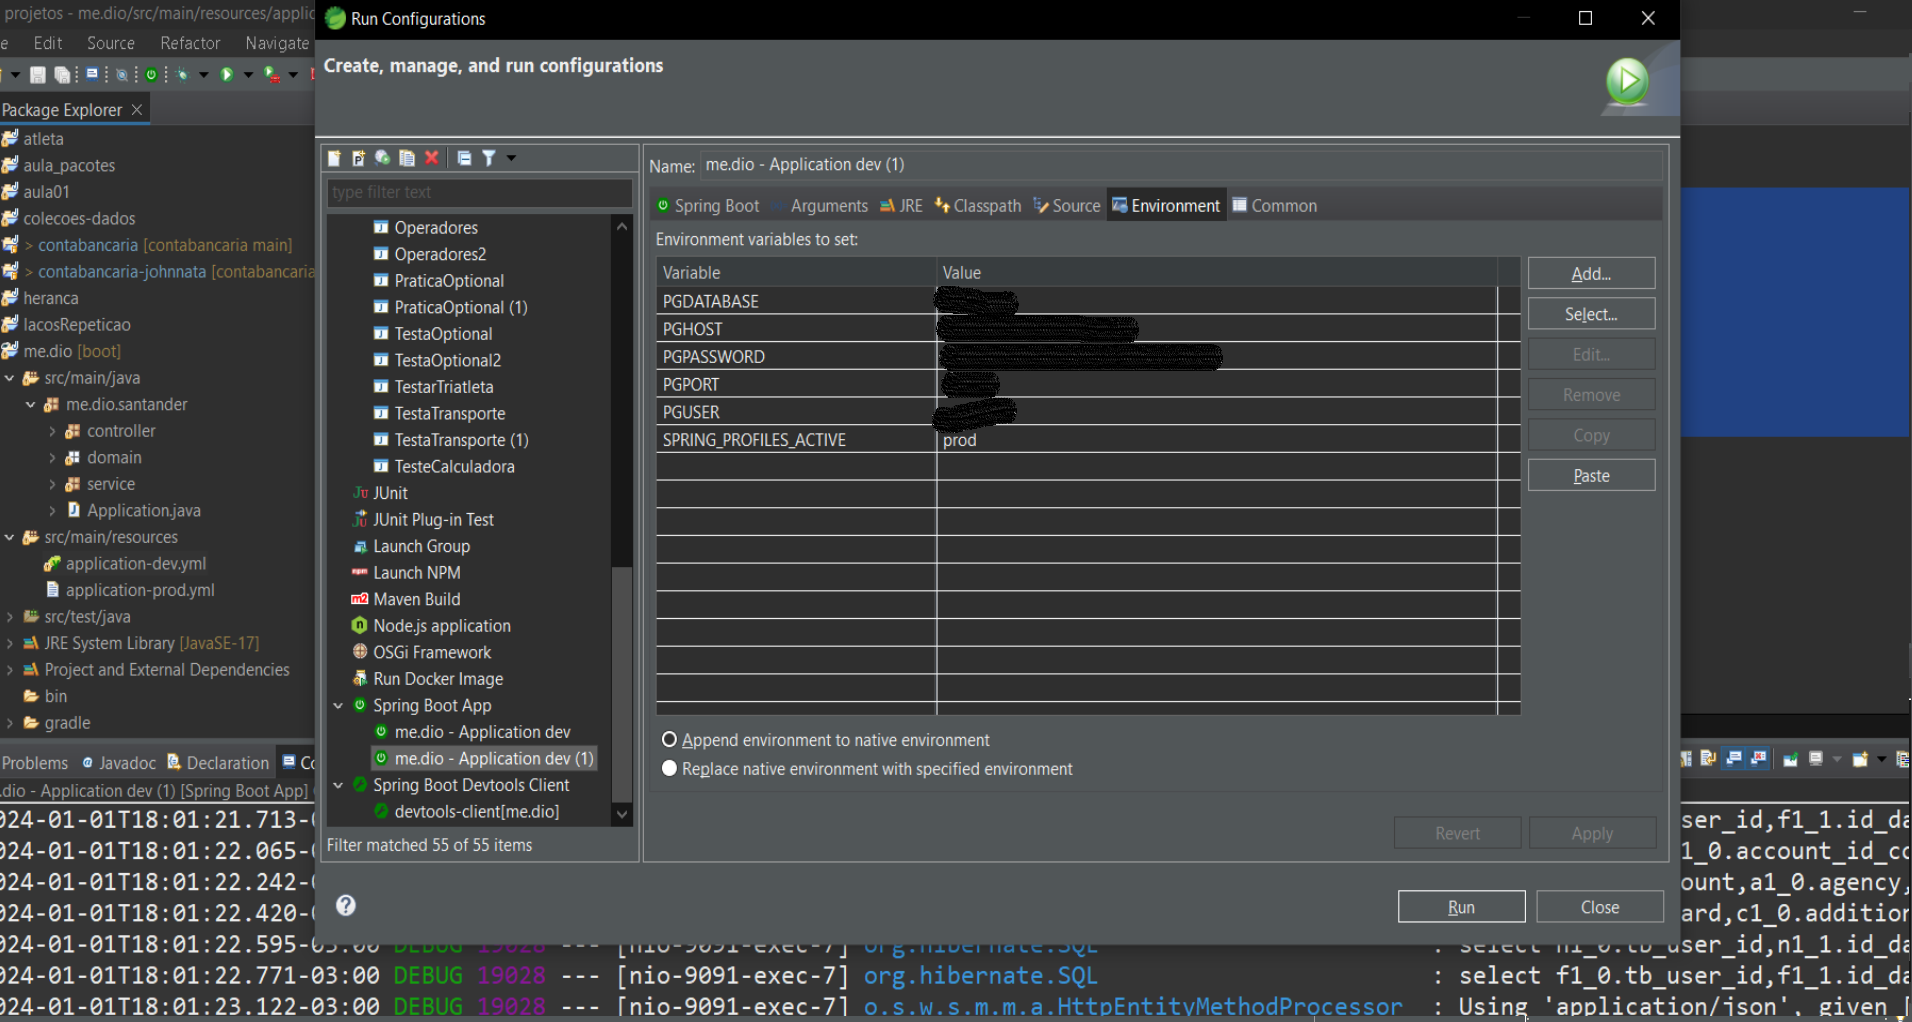 projetos - me.dio/src/main/resources/applic
Run Configurations
Edit Source Refactor Navigate
Create, manage, and run configurations
Package Explorer
atleta
aula_pacotes
aula01
colecoes-dados
> contabancaria [contabancaria main]
> contabancaria-johnnata [contabancaria
heranca
lacosRepeticao
me.dio [boot]
src/main/java
me.dio.santander
controller
domain
service
Application.java
src/main/resources
application-dev.yml
application-prod.yml
src/test/java
JRE System Library [JavaSE-17]
Project and External Dependencies
bin
gradle
type filter text
Operadores
Operadores2
PraticaOptional
PraticaOptional (1)
TestaOptional
TestaOptional2
TestarTriatleta
TestaTransporte
TestaTransporte (1)
TesteCalculadora
JUnit
JUnit Plug-in Test
Launch Group
Launch NPM
Maven Build
Node.js application
OSGi Framework
Run Docker Image
Spring Boot App
me.dio - Application dev
me.dio - Application dev (1)
Spring Boot Devtools Client
devtools-client[me.dio]
Filter matched 55 of 55 items
Name: me.dio - Application dev (1)
Spring Boot Arguments JRE Classpath Source Environment Common
Environment variables to set:
Variable Value
PGDATABASE
PGHOST
PGPASSWORD
PGPORT
PGUSER
SPRING_PROFILES_ACTIVE prod
Add...
Select...
Edit...
Remove
Copy
Paste
Append environment to native environment
Replace native environment with specified environment
Revert Apply
Run Close
Problems Javadoc Declaration Co
.dio - Application dev (1) [Spring Boot App]
024-01-01T18:01:21.713- ser_id,f1_1.id_da
024-01-01T18:01:22.065- 1_0.account_id_co
024-01-01T18:01:22.242- ount,a1_0.agency,
024-01-01T18:01:22.420- ard,c1_0.addition
024-01-01T18:01:22.595-03:00 DEBUG 19028 --- [nio-9091-exec-7] org.hibernate.SQL : select n1_0.tb_user_id,n1_1.id_da
024-01-01T18:01:22.771-03:00 DEBUG 19028 --- [nio-9091-exec-7] org.hibernate.SQL : select f1_0.tb_user_id,f1_1.id_da
024-01-01T18:01:23.122-03:00 DEBUG 19028 --- [nio-9091-exec-7] o.s.w.s.m.m.a.HttpEntityMethodProcessor : Using 'application/json', given [